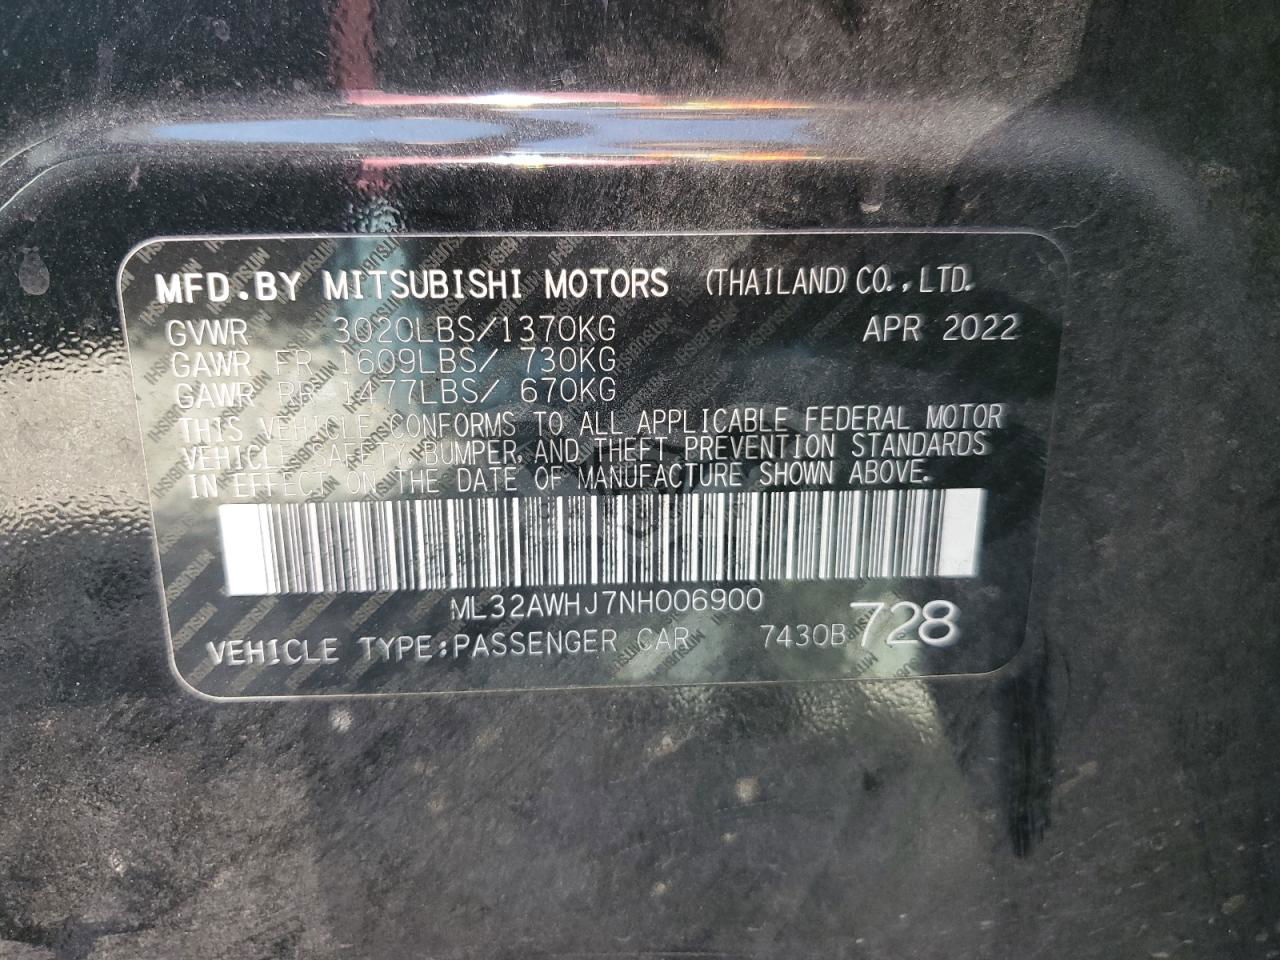 MFD.BY MITSUBISHI MOTORS (THAILAND) CO.,LTD.
GVWR 3020LBS/1370KG APR 2022
GAWR FR 1609LBS/ 730KG
GAWR RR 1477LBS/ 670KG
THIS VEHICLE CONFORMS TO ALL APPLICABLE FEDERAL MOTOR
VEHICLE SAFETY, BUMPER, AND THEFT PREVENTION STANDARDS
IN EFFECT ON THE DATE OF MANUFACTURE SHOWN ABOVE.
ML32AWHJ7NH006900
VEHICLE TYPE:PASSENGER CAR 7430B 728